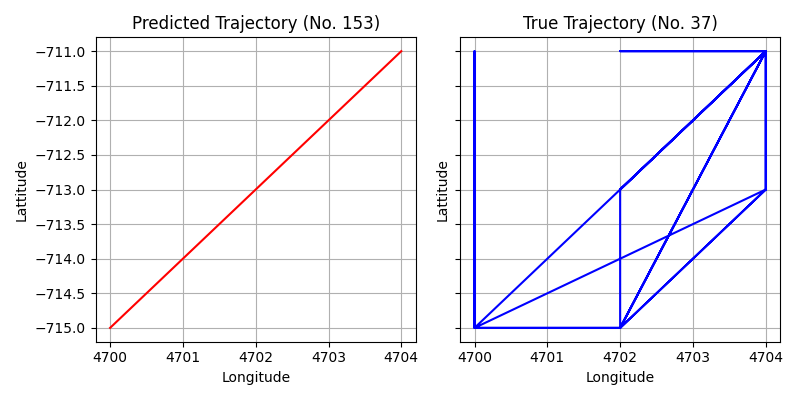 Predicted Trajectory (No. 153)
True Trajectory (No. 37)
Lattitude
−711.0
−711.5
−712.0
−712.5
−713.0
−713.5
−714.0
−714.5
−715.0
4700 4701 4702 4703 4704
Longitude
Lattitude
4700 4701 4702 4703 4704
Longitude